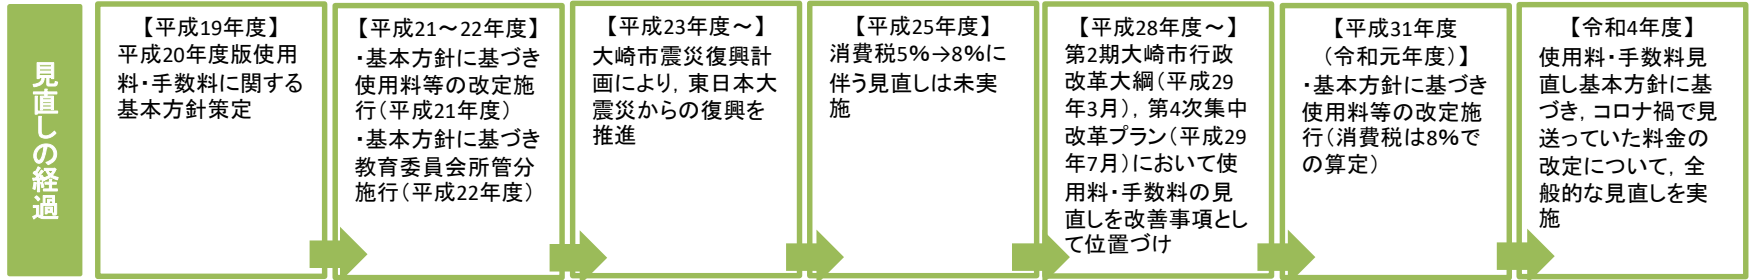 見直しの経過
【平成19年度】
平成20年度版使用
料・手数料に関する
基本方針策定
【平成21～22年度】
・基本方針に基づき
使用料等の改定施
行(平成21年度)
・基本方針に基づき
教育委員会所管分
施行(平成22年度)
【平成23年度～】
大崎市震災復興計
画により，東日本大
震災からの復興を
推進
【平成25年度】
消費税5%→8%に
伴う見直しは未実
施
【平成28年度～】
第2期大崎市行政
改革大綱(平成29
年3月)，第4次集中
改革プラン(平成29
年7月)において使
用料・手数料の見
直しを改善事項とし
て位置づけ
【平成31年度
(令和元年度)】
・基本方針に基づき
使用料等の改定施
行(消費税は8%で
の算定)
【令和4年度】
使用料・手数料見
直し基本方針に基
づき，コロナ禍で見
送っていた料金の
改定について，全
般的な見直しを実
施